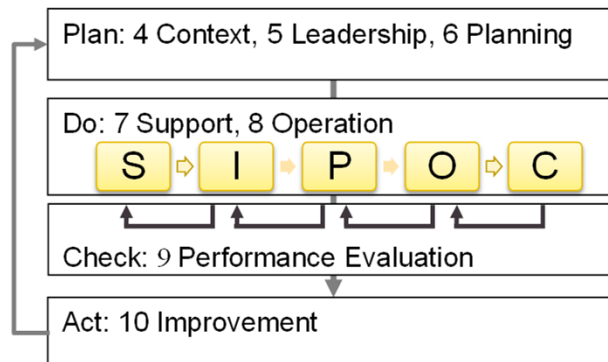 Plan: 4 Context, 5 Leadership, 6 Planning
Do: 7 Support, 8 Operation
S I P O C
Check: 9 Performance Evaluation
Act: 10 Improvement